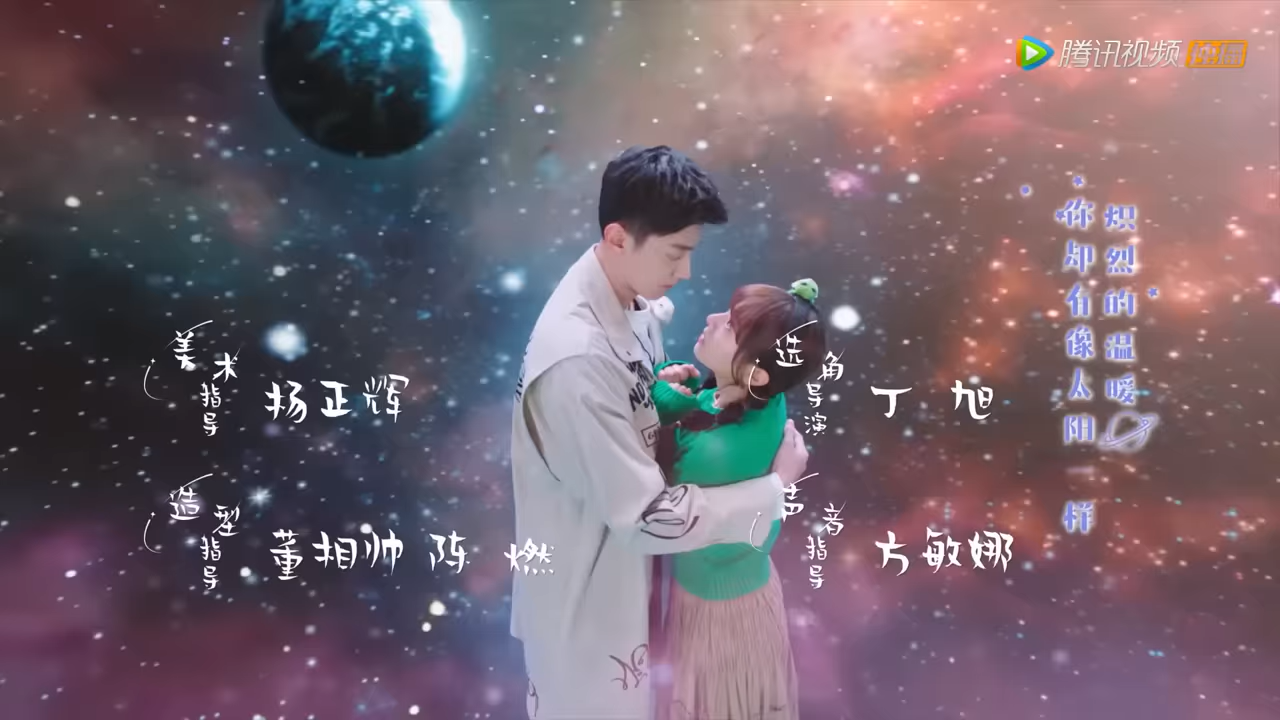 腾讯视频 独播
你却有像太阳一样
炽烈的温暖
美术指导 杨正辉
选角导演 丁旭
造型指导 董相帅 陈燃
声音指导 方敏娜